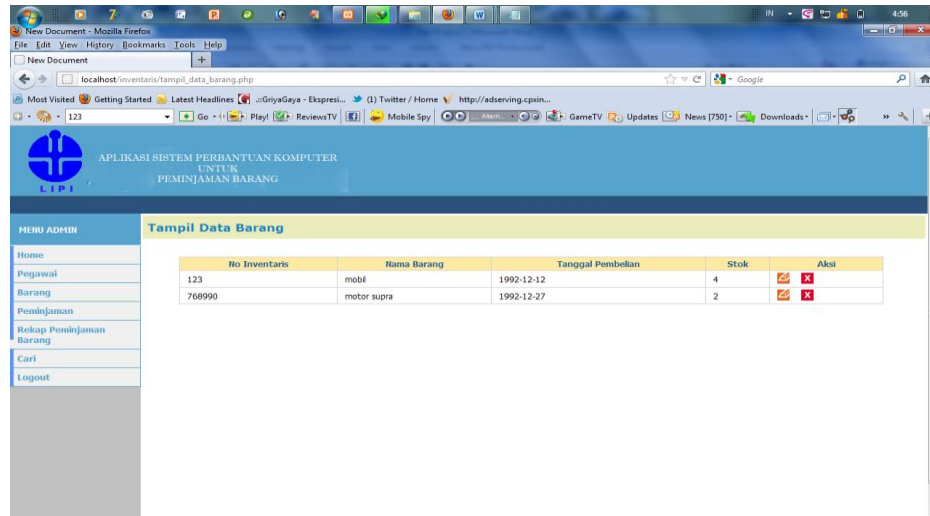 IN
4:56
New Document - Mozilla Firefox
File Edit View History Bookmarks Tools Help
New Document
localhost/inventaris/tampil_data_barang.php
Google
Most Visited Getting Started Latest Headlines .::GriyaGaya - Ekspresi... (1) Twitter / Home http://adserving.cpxin...
123 Go Play! ReviewsTV Mobile Spy GameTV Updates News [750] Downloads
LIPI
APLIKASI SISTEM PERBANTUAN KOMPUTER
UNTUK
PEMINJAMAN BARANG
MENU ADMIN
Home
Pegawai
Barang
Peminjaman
Rekap Peminjaman
Barang
Cari
Logout
Tampil Data Barang
No Inventaris Nama Barang Tanggal Pembelian Stok Aksi
123 mobil 1992-12-12 4
768990 motor supra 1992-12-27 2